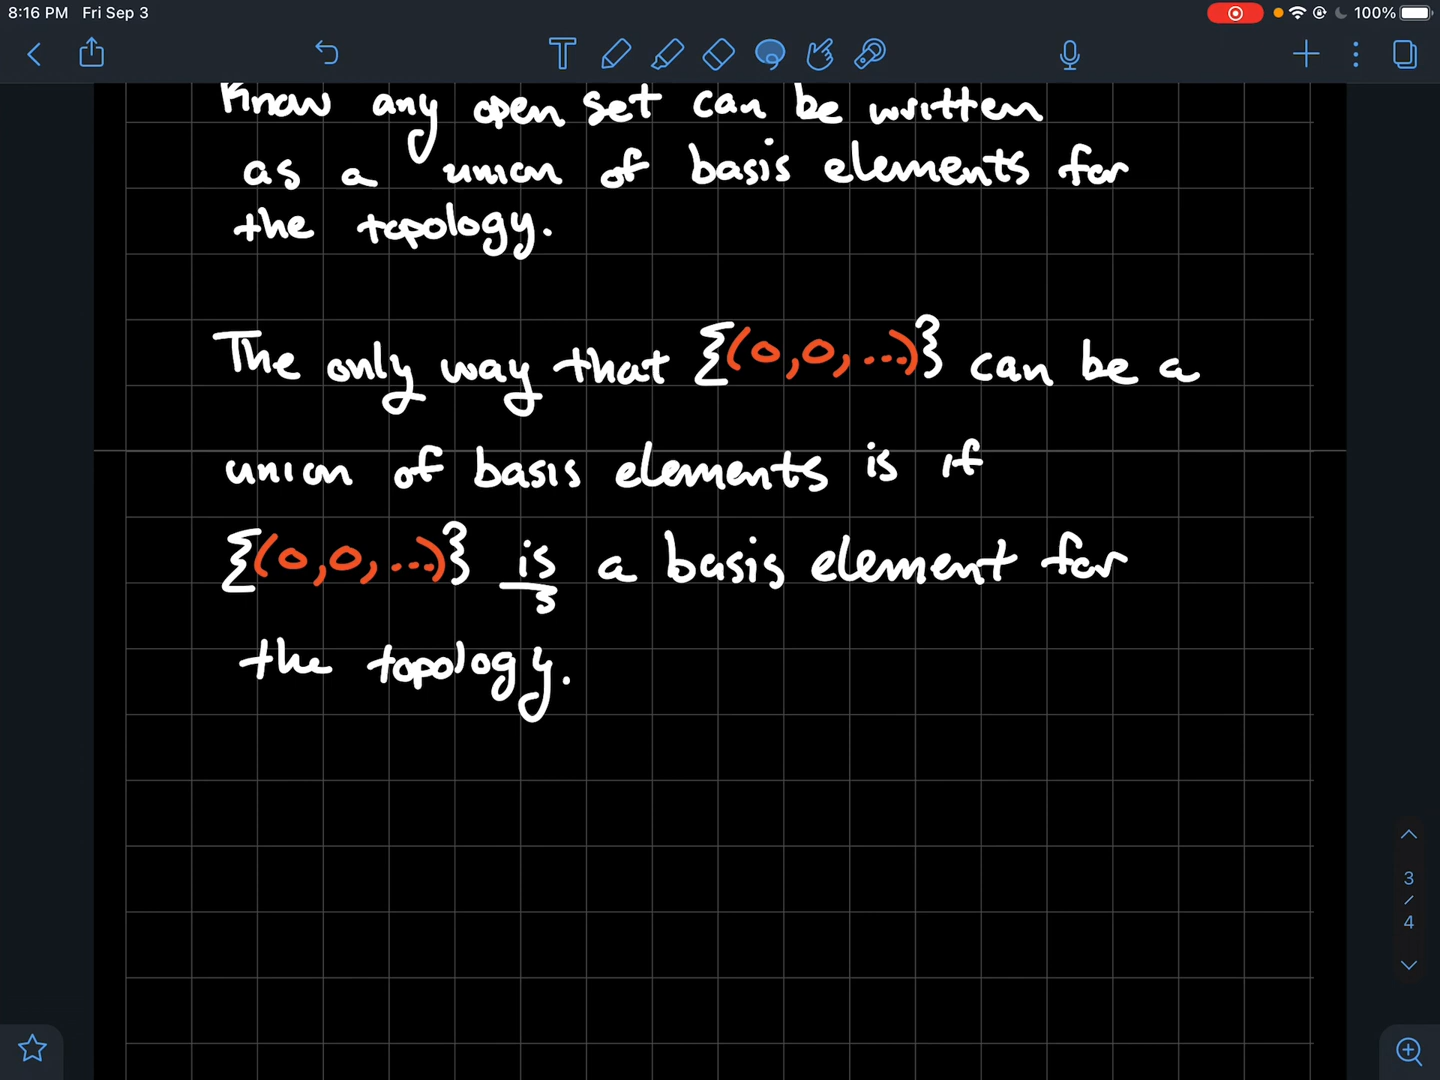 8:16 PM Fri Sep 3
100%
T
Know any open set can be written
as a union of basis elements for
the topology.
The only way that {(0,0,...)} can be a
union of basis elements is if
{(0,0,...)} is a basis element for
the topology.
3
/
4